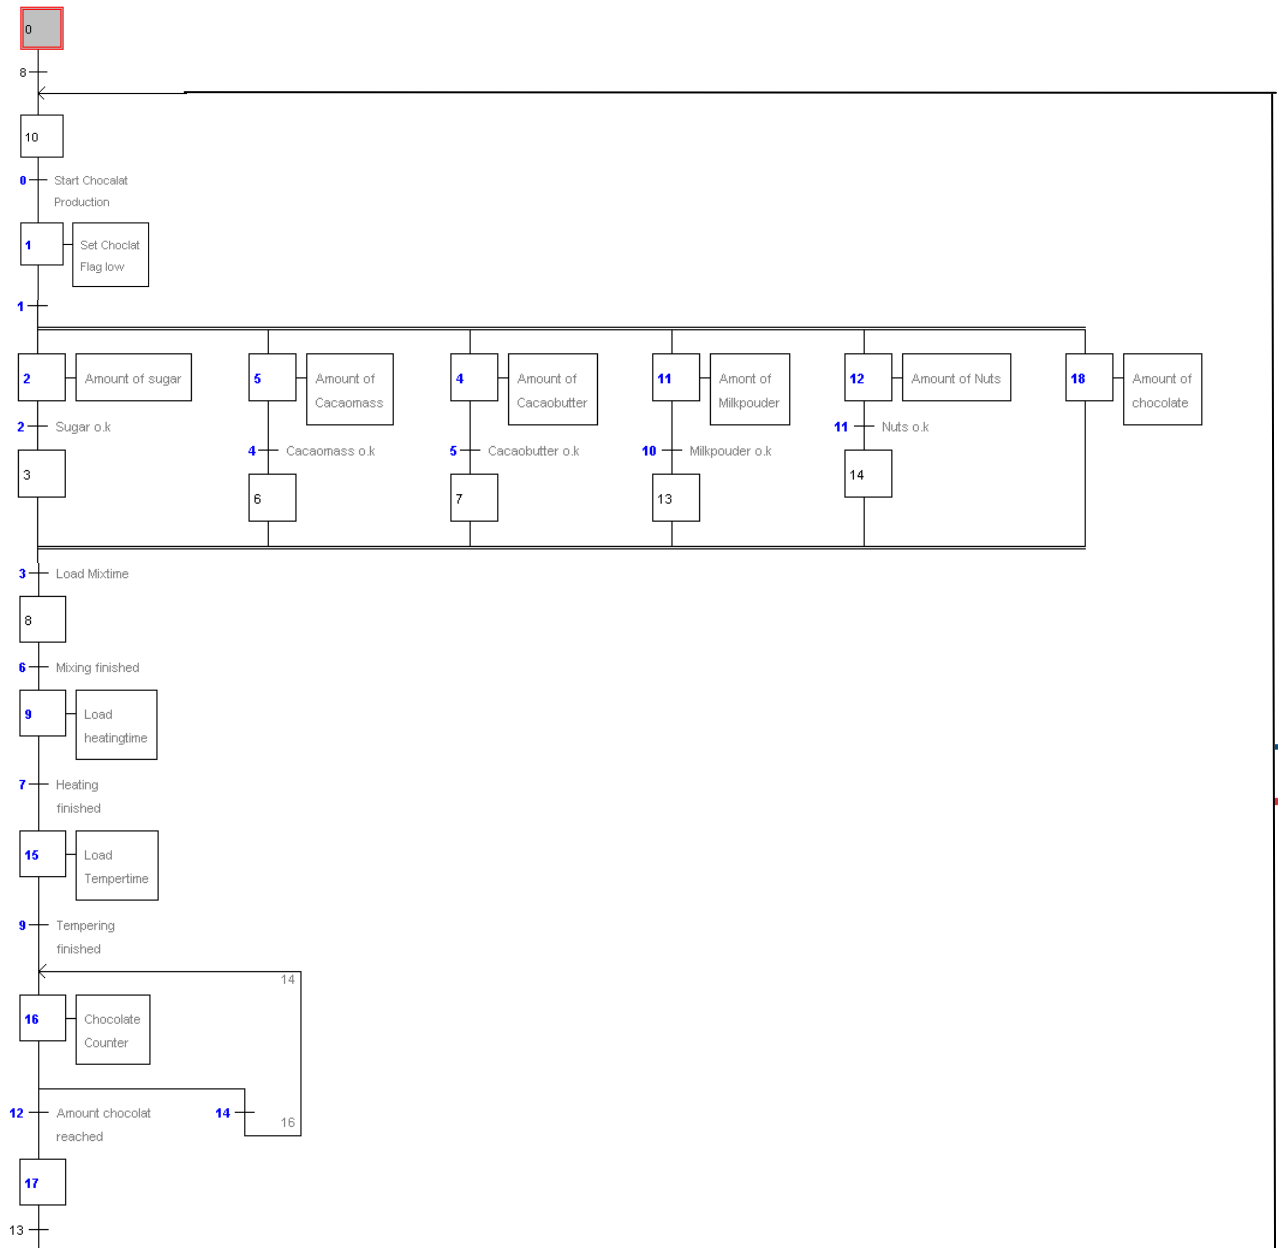 0
8
10
0 Start Chocalat
Production
1 Set Choclat
Flag low
1
2 Amount of sugar 5 Amount of 4 Amount of 11 Amont of 12 Amount of Nuts 18 Amount of
Cacaomass Cacaobutter Milkpouder chocolate
2 Sugar o.k 11 Nuts o.k
4 Cacaomass o.k 5 Cacaobutter o.k 10 Milkpouder o.k
3 14
6 7 13
3 Load Mixtime
8
6 Mixing finished
9 Load
heatingtime
7 Heating
finished
15 Load
Tempertime
9 Tempering
finished
14
16 Chocolate
Counter
12 Amount chocolat 14 16
reached
17
13